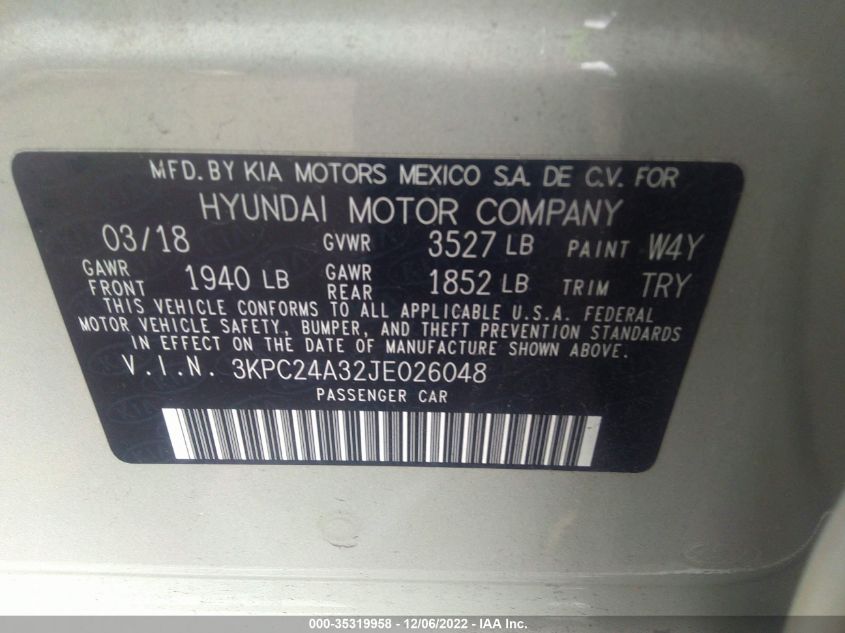 MFD. BY KIA MOTORS MEXICO S.A. DE C.V. FOR
HYUNDAI MOTOR COMPANY
03/18 GVWR 3527 LB PAINT W4Y
GAWR FRONT 1940 LB GAWR REAR 1852 LB TRIM TRY
THIS VEHICLE CONFORMS TO ALL APPLICABLE U.S.A. FEDERAL
MOTOR VEHICLE SAFETY, BUMPER, AND THEFT PREVENTION STANDARDS
IN EFFECT ON THE DATE OF MANUFACTURE SHOWN ABOVE.
V.I.N. 3KPC24A32JE026048
PASSENGER CAR
000-35319958 - 12/06/2022 - IAA Inc.